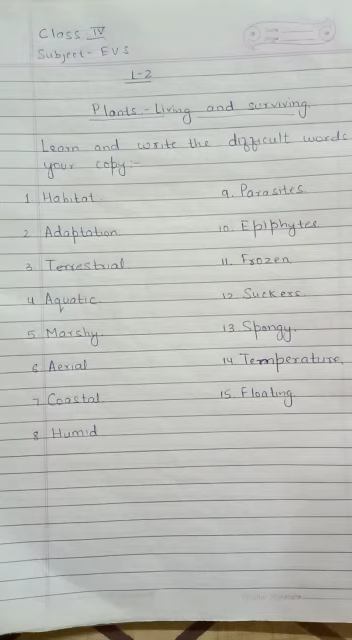 Class IV
Subject- EVS
L-2
Plants - Living and surviving
Learn and write the difficult words
your copy:-
1 Habitat
2 Adaptation
3 Terrestrial
4 Aquatic
5 Marshy
6 Aerial
7 Coastal
8 Humid
9. Parasites
10. Epiphytes
11. Frozen
12 Suckers
13. Spongy
14. Temperature
15. Floating